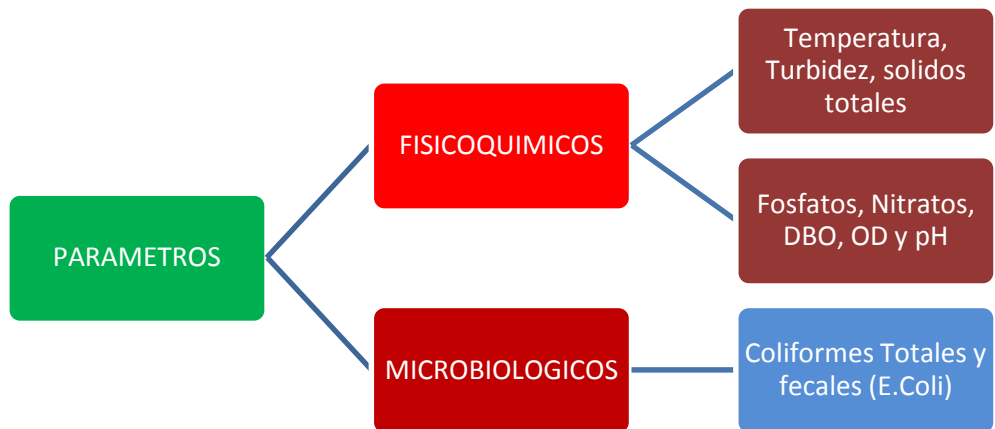 PARAMETROS
FISICOQUIMICOS
Temperatura,
Turbidez, solidos
totales
Fosfatos, Nitratos,
DBO, OD y pH
MICROBIOLOGICOS
Coliformes Totales y
fecales (E.Coli)